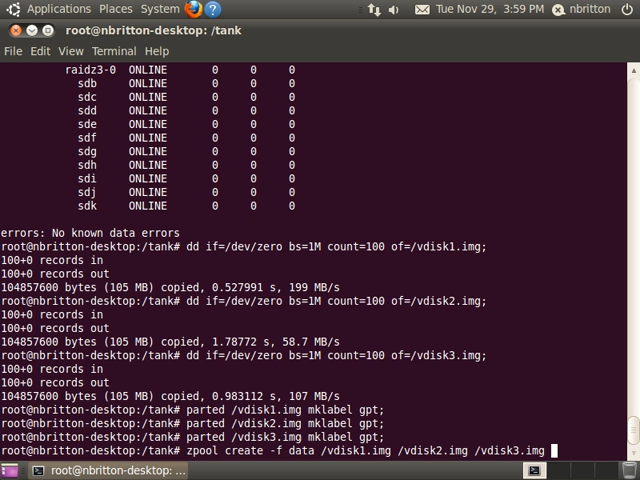 Applications Places System Tue Nov 29, 3:59 PM nbritton
root@nbritton-desktop: /tank
File Edit View Terminal Help
raidz3-0 ONLINE 0 0 0
sdb ONLINE 0 0 0
sdc ONLINE 0 0 0
sdd ONLINE 0 0 0
sde ONLINE 0 0 0
sdf ONLINE 0 0 0
sdg ONLINE 0 0 0
sdh ONLINE 0 0 0
sdi ONLINE 0 0 0
sdj ONLINE 0 0 0
sdk ONLINE 0 0 0
errors: No known data errors
root@nbritton-desktop:/tank# dd if=/dev/zero bs=1M count=100 of=/vdisk1.img;
100+0 records in
100+0 records out
104857600 bytes (105 MB) copied, 0.527991 s, 199 MB/s
root@nbritton-desktop:/tank# dd if=/dev/zero bs=1M count=100 of=/vdisk2.img;
100+0 records in
100+0 records out
104857600 bytes (105 MB) copied, 1.78772 s, 58.7 MB/s
root@nbritton-desktop:/tank# dd if=/dev/zero bs=1M count=100 of=/vdisk3.img;
100+0 records in
100+0 records out
104857600 bytes (105 MB) copied, 0.983112 s, 107 MB/s
root@nbritton-desktop:/tank# parted /vdisk1.img mklabel gpt;
root@nbritton-desktop:/tank# parted /vdisk2.img mklabel gpt;
root@nbritton-desktop:/tank# parted /vdisk3.img mklabel gpt;
root@nbritton-desktop:/tank# zpool create -f data /vdisk1.img /vdisk2.img /vdisk3.img
root@nbritton-desktop: ...